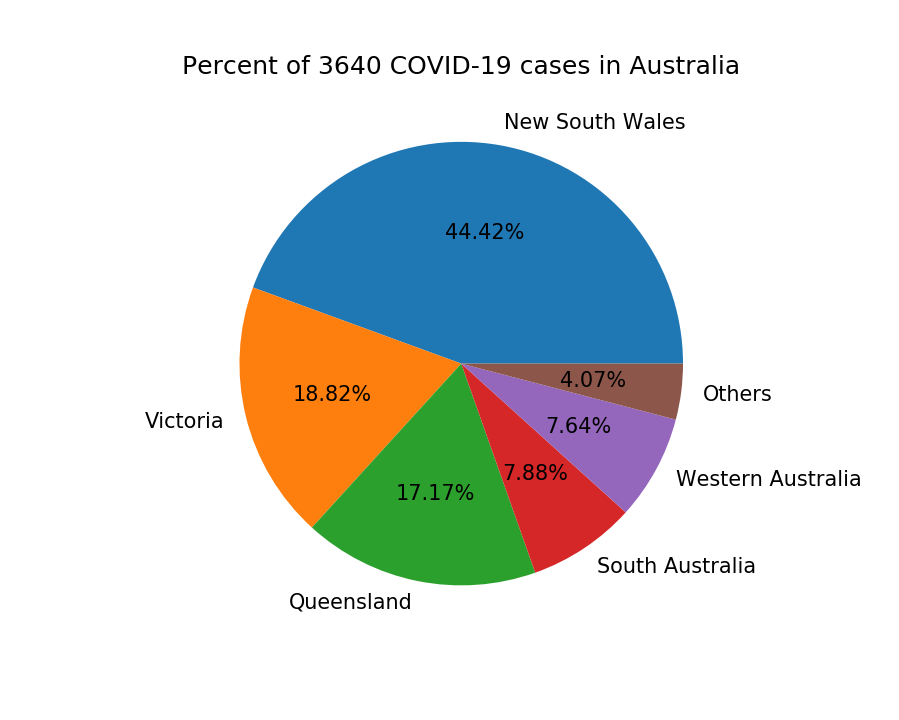 Percent of 3640 COVID-19 cases in Australia
New South Wales
44.42%
4.07%
Others
18.82%
Victoria
7.64%
7.88%
Western Australia
17.17%
South Australia
Queensland